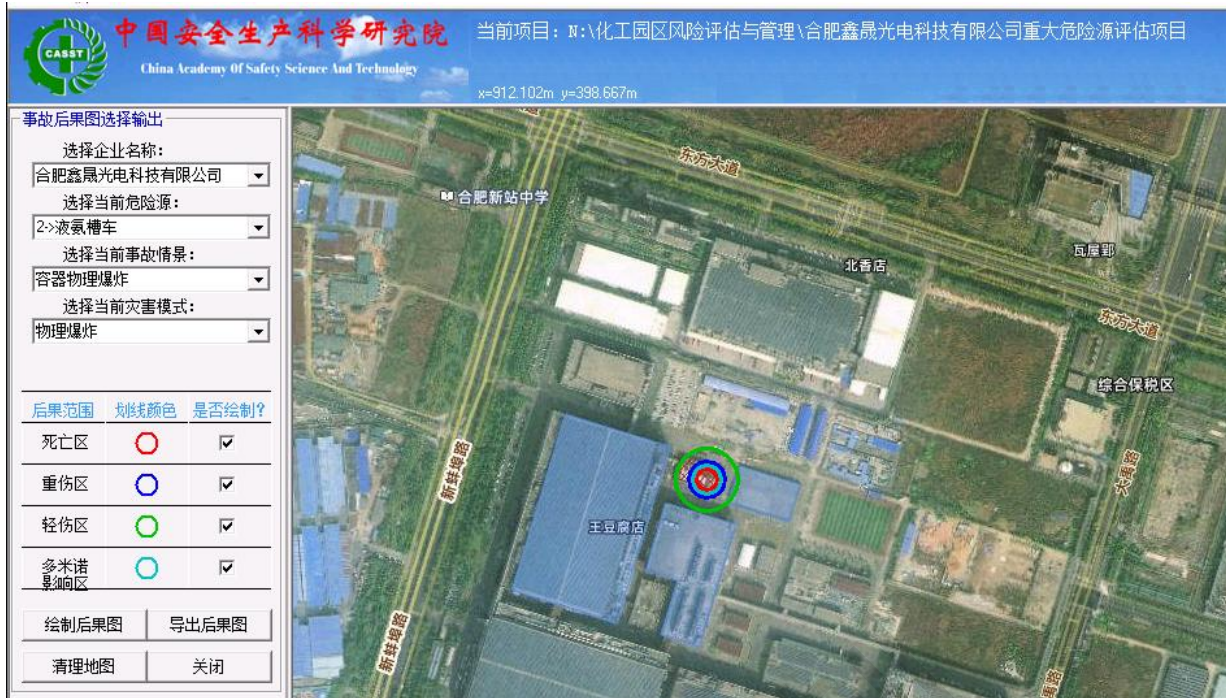 CASST
中国安全生产科学研究院
China Academy Of Safety Science And Technology
当前项目：N:\化工园区风险评估与管理\合肥鑫晟光电科技有限公司重大危险源评估项目
x=912.102m y=398.667m
事故后果图选择输出
选择企业名称：
合肥鑫晟光电科技有限公司
选择当前危险源：
2->液氨槽车
选择当前事故情景：
容器物理爆炸
选择当前灾害模式：
物理爆炸
后果范围 划线颜色 是否绘制?
死亡区
重伤区
轻伤区
多米诺
影响区
绘制后果图 导出后果图
清理地图 关闭
大道
东方大道
合肥新站中学
瓦屋郢
北香店
东方大道
综合保税区
新蚌埠路
大禹路
王豆腐店
新蚌埠路
禹路